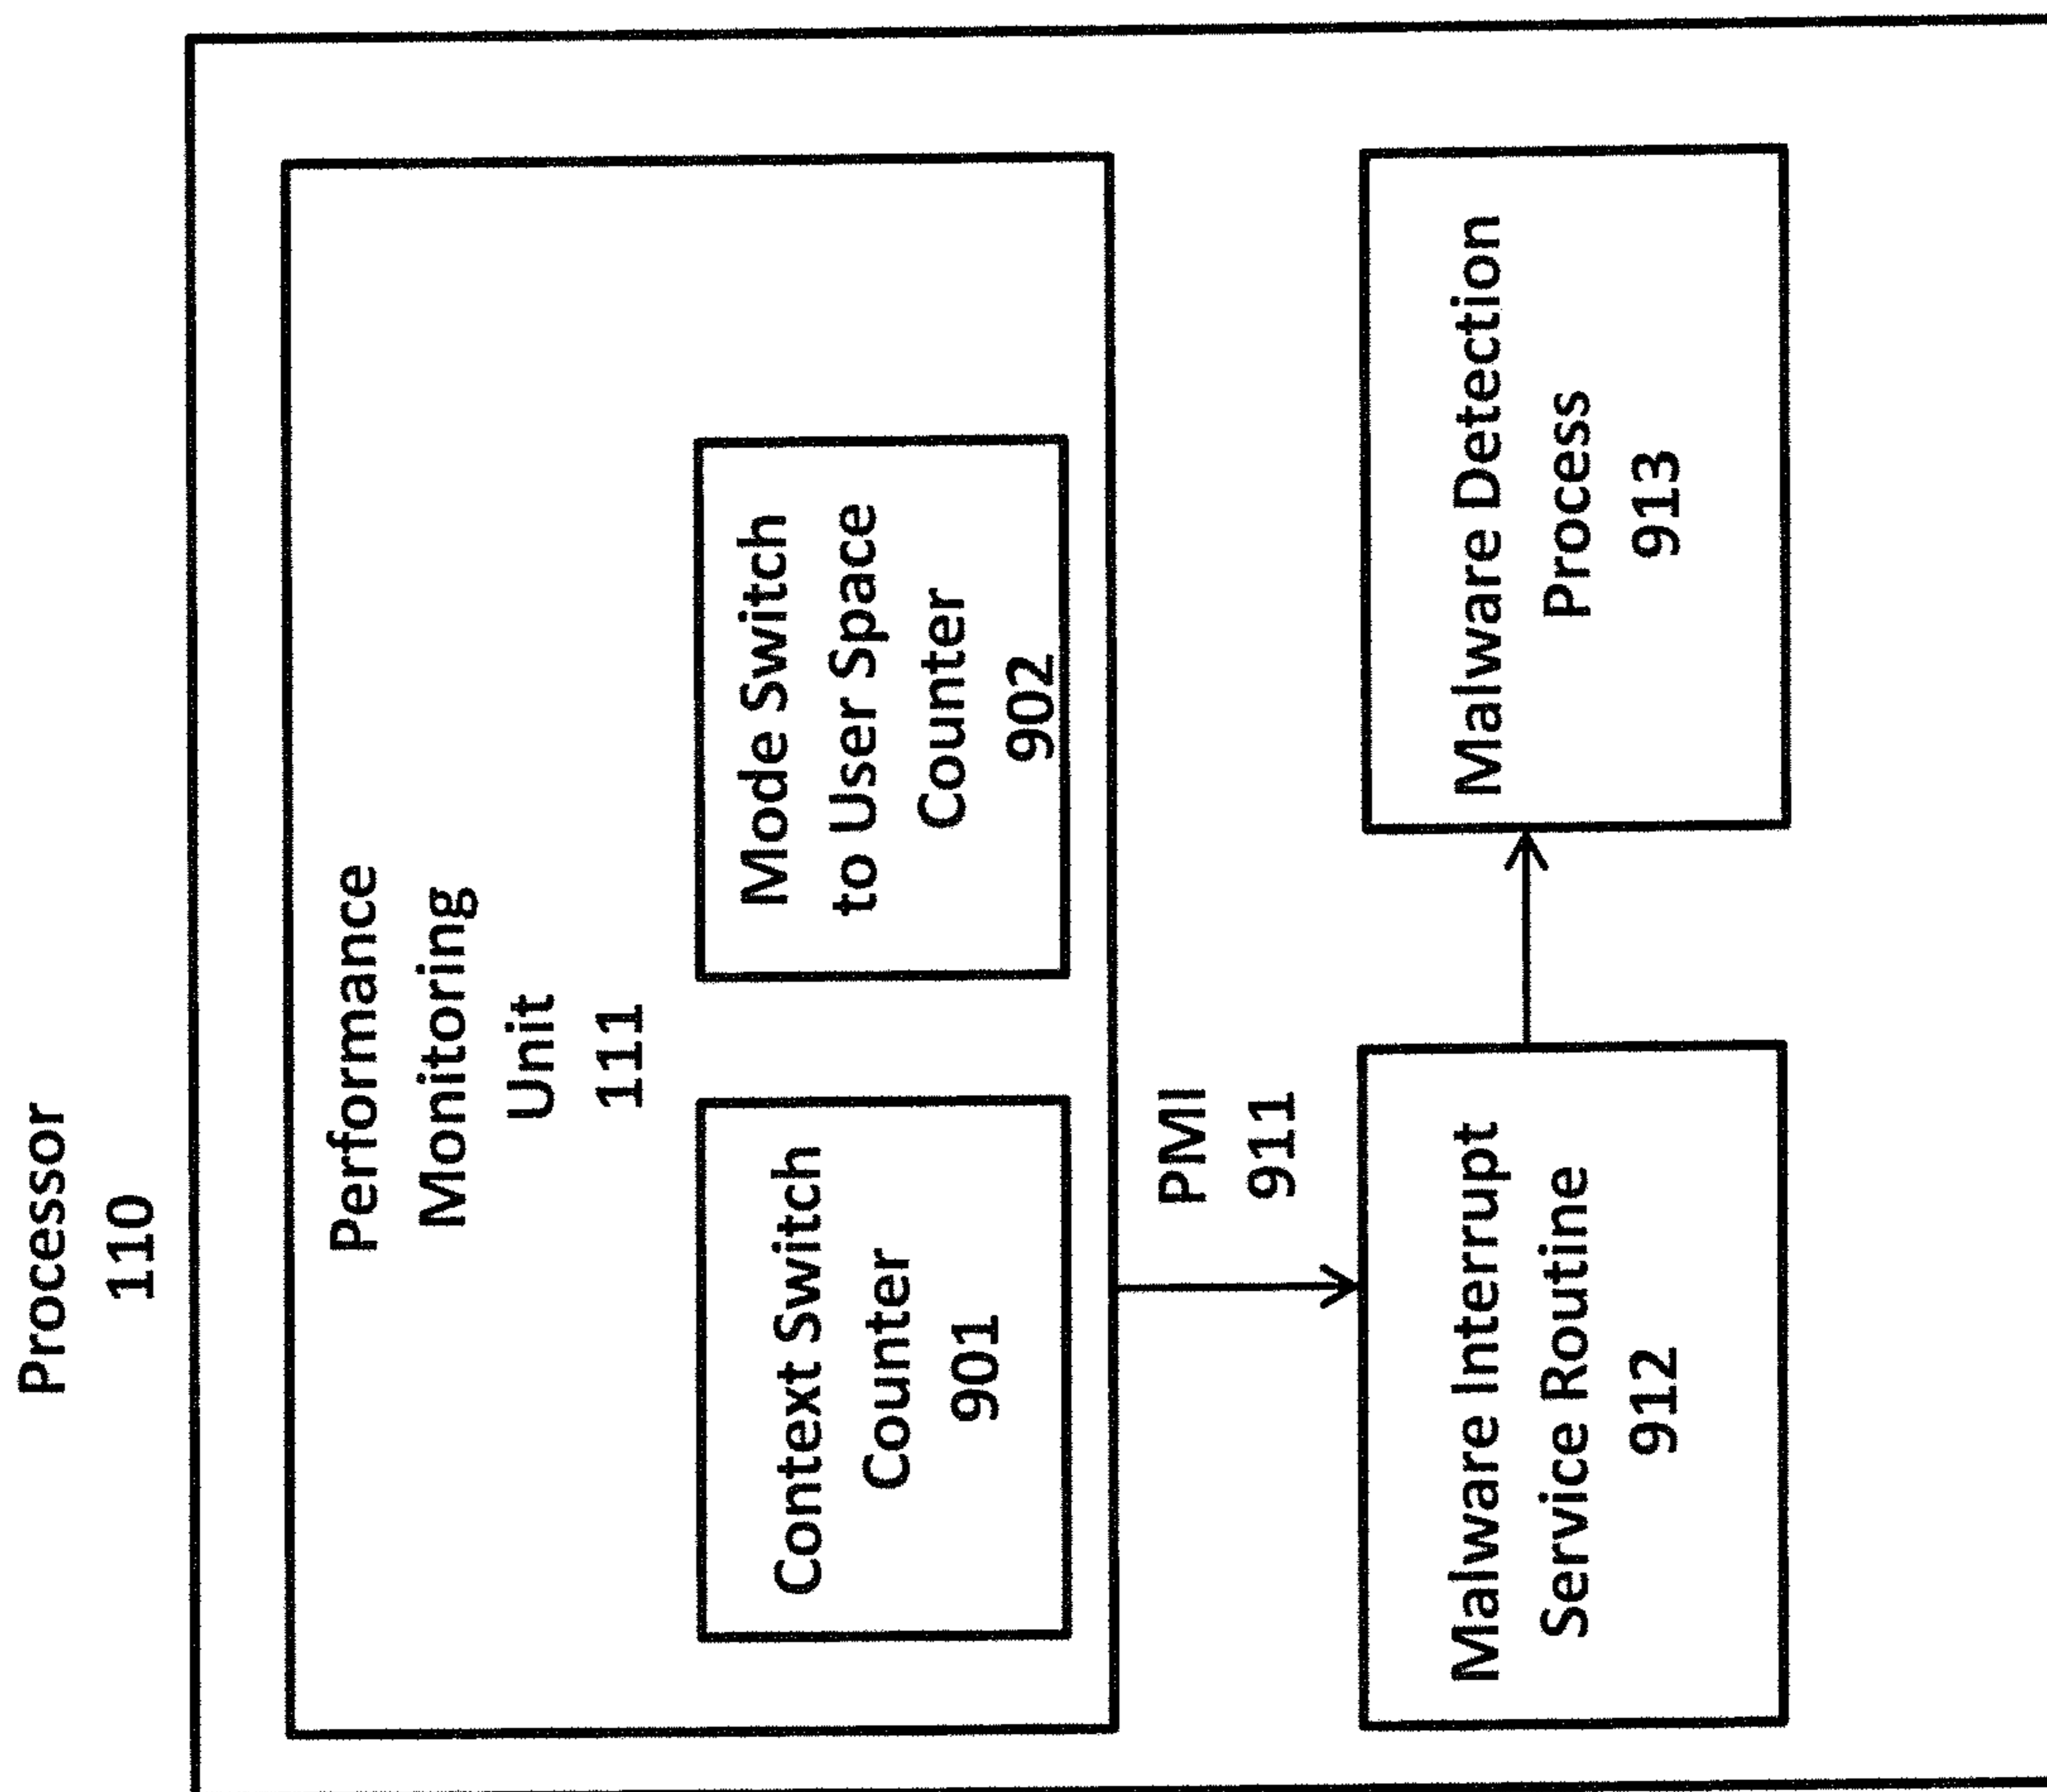 Processor
110
Performance
Monitoring
Unit
111
Context Switch
Counter
901
Mode Switch
to User Space
Counter
902
PMI
911
Malware Interrupt
Service Routine
912
Malware Detection
Process
913